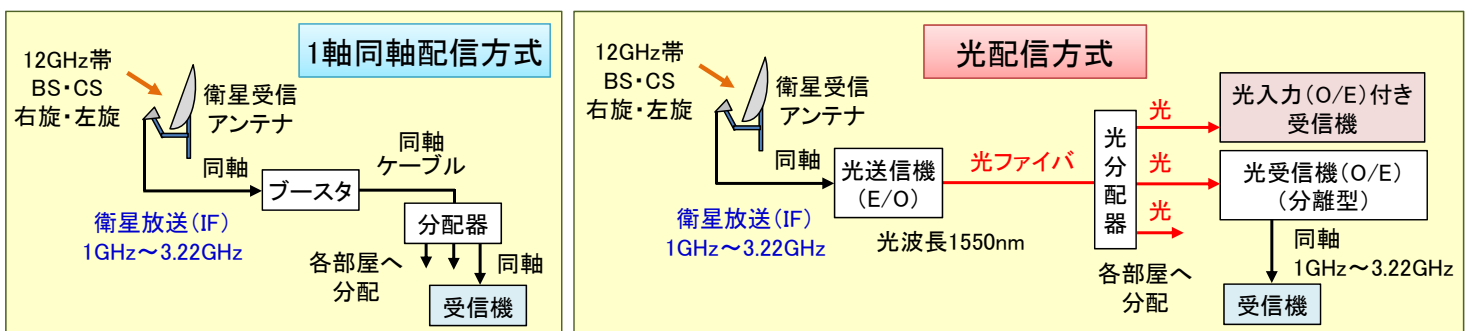 1軸同軸配信方式
12GHz帯
BS・CS
右旋・左旋
衛星受信
アンテナ
同軸
同軸
ケーブル
ブースタ
衛星放送(IF)
1GHz~3.22GHz
分配器
各部屋へ
分配
同軸
受信機
光配信方式
12GHz帯
BS・CS
右旋・左旋
衛星受信
アンテナ
同軸
光送信機
(E/O)
光ファイバ
衛星放送(IF)
1GHz~3.22GHz
光波長1550nm
光分配器
光
光
光
各部屋へ
分配
光入力(O/E)付き
受信機
光受信機(O/E)
(分離型)
同軸
1GHz~3.22GHz
受信機